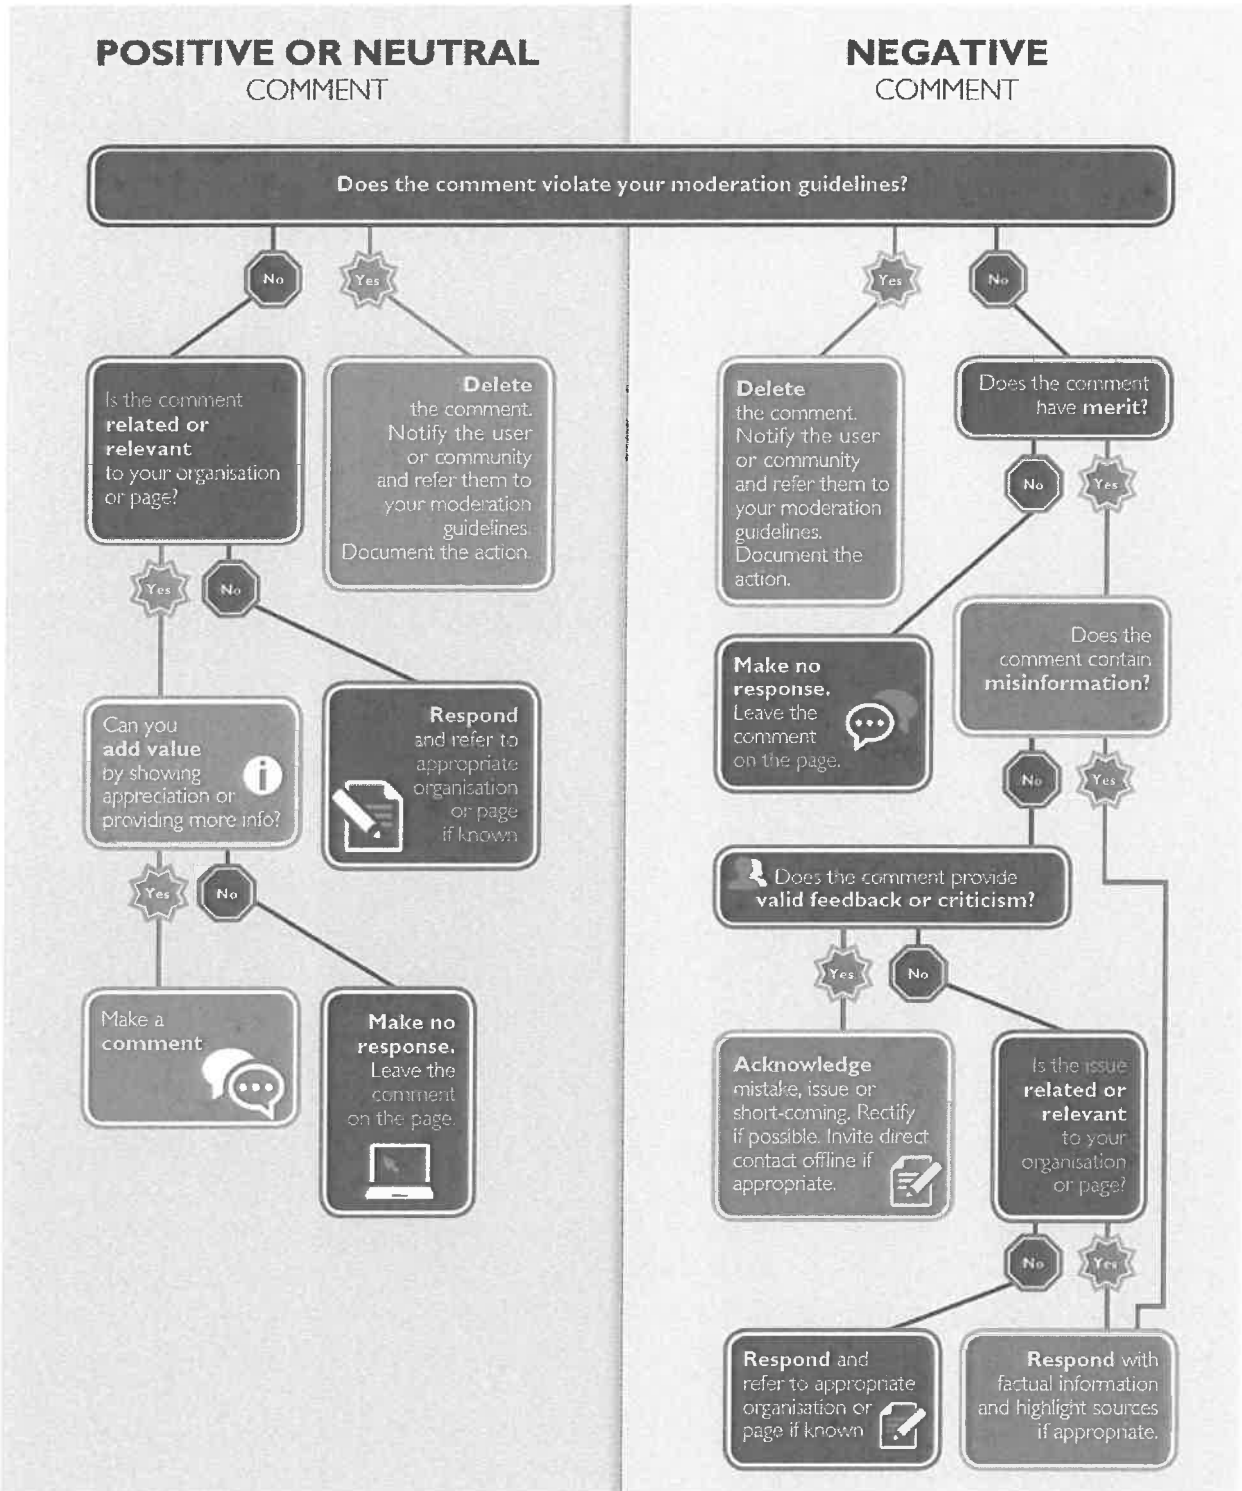 POSITIVE OR NEUTRAL
COMMENT
NEGATIVE
COMMENT
Does the comment violate your moderation guidelines?
No
Yes
Yes
No
Is the comment
related or
relevant
to your organisation
or page?
Delete
the comment.
Notify the user
or community
and refer them to
your moderation
guidelines.
Document the action.
Yes
No
Can you
add value
by showing
appreciation or
providing more info?
Respond
and refer to
appropriate
organisation
or page
if known
Yes
No
Make a
comment
Make no
response.
Leave the
comment
on the page.
Delete
the comment.
Notify the user
or community
and refer them to
your moderation
guidelines.
Document the
action.
Does the comment
have merit?
No
Yes
Make no
response.
Leave the
comment
on the page.
Does the
comment contain
misinformation?
No
Yes
Does the comment provide
valid feedback or criticism?
Yes
No
Acknowledge
mistake, issue or
short-coming. Rectify
if possible. Invite direct
contact offline if
appropriate.
Is the issue
related or
relevant
to your
organisation
or page?
No
Yes
Respond and
refer to appropriate
organisation or
page if known
Respond with
factual information
and highlight sources
if appropriate.